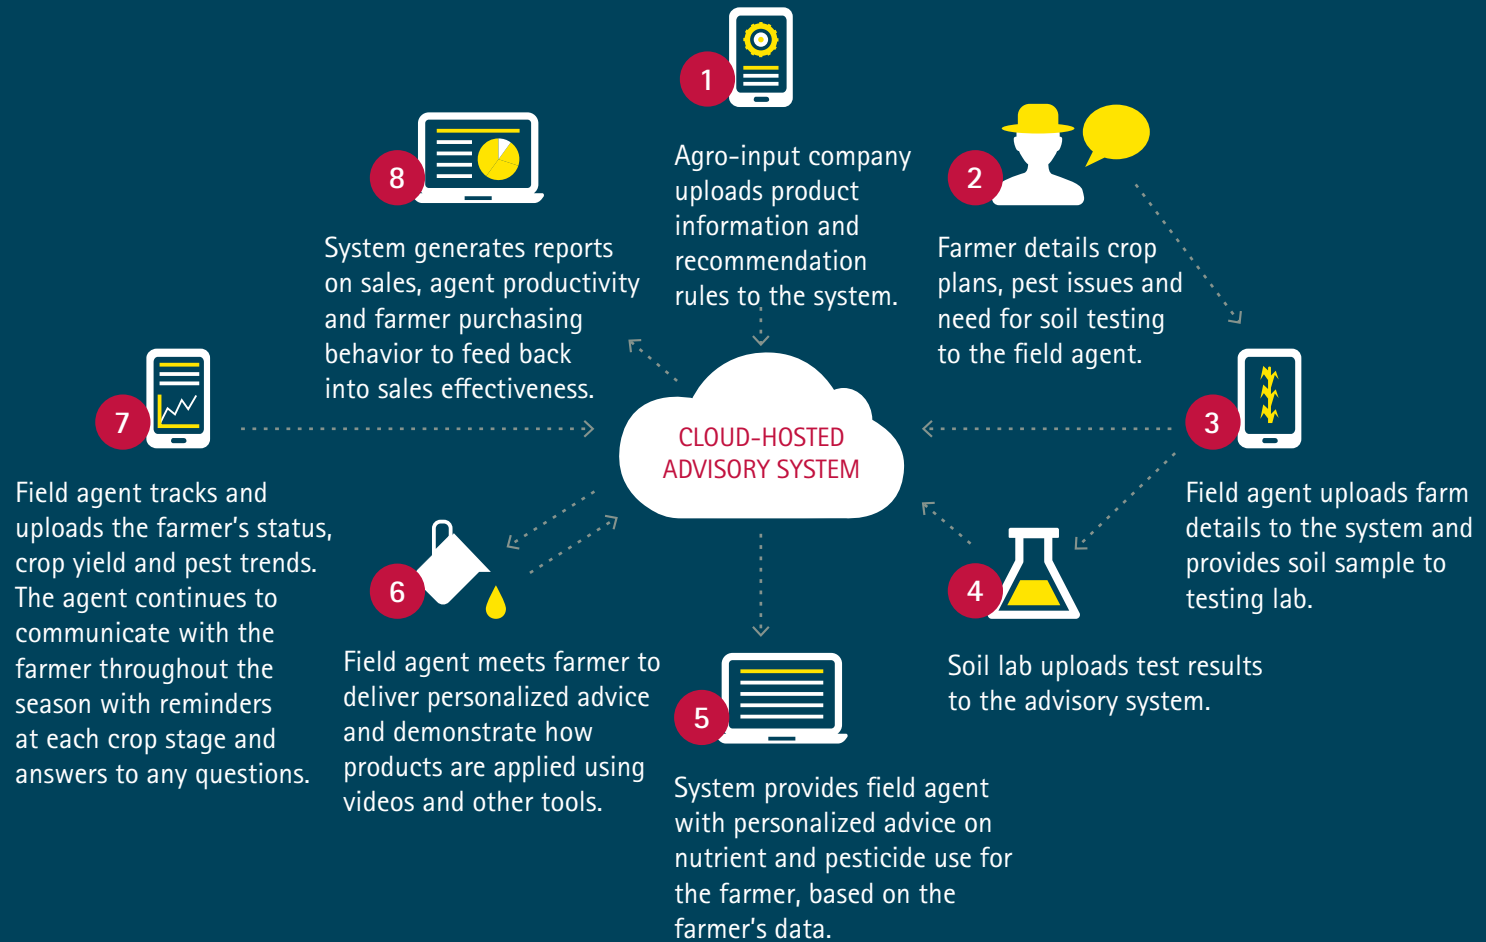 1
Agro-input company
uploads product
information and
recommendation
rules to the system.
2
Farmer details crop
plans, pest issues and
need for soil testing
to the field agent.
3
Field agent uploads farm
details to the system and
provides soil sample to
testing lab.
4
Soil lab uploads test results
to the advisory system.
5
System provides field agent
with personalized advice on
nutrient and pesticide use for
the farmer, based on the
farmer's data.
6
Field agent meets farmer to
deliver personalized advice
and demonstrate how
products are applied using
videos and other tools.
7
Field agent tracks and
uploads the farmer's status,
crop yield and pest trends.
The agent continues to
communicate with the
farmer throughout the
season with reminders
at each crop stage and
answers to any questions.
8
System generates reports
on sales, agent productivity
and farmer purchasing
behavior to feed back
into sales effectiveness.
CLOUD-HOSTED
ADVISORY SYSTEM